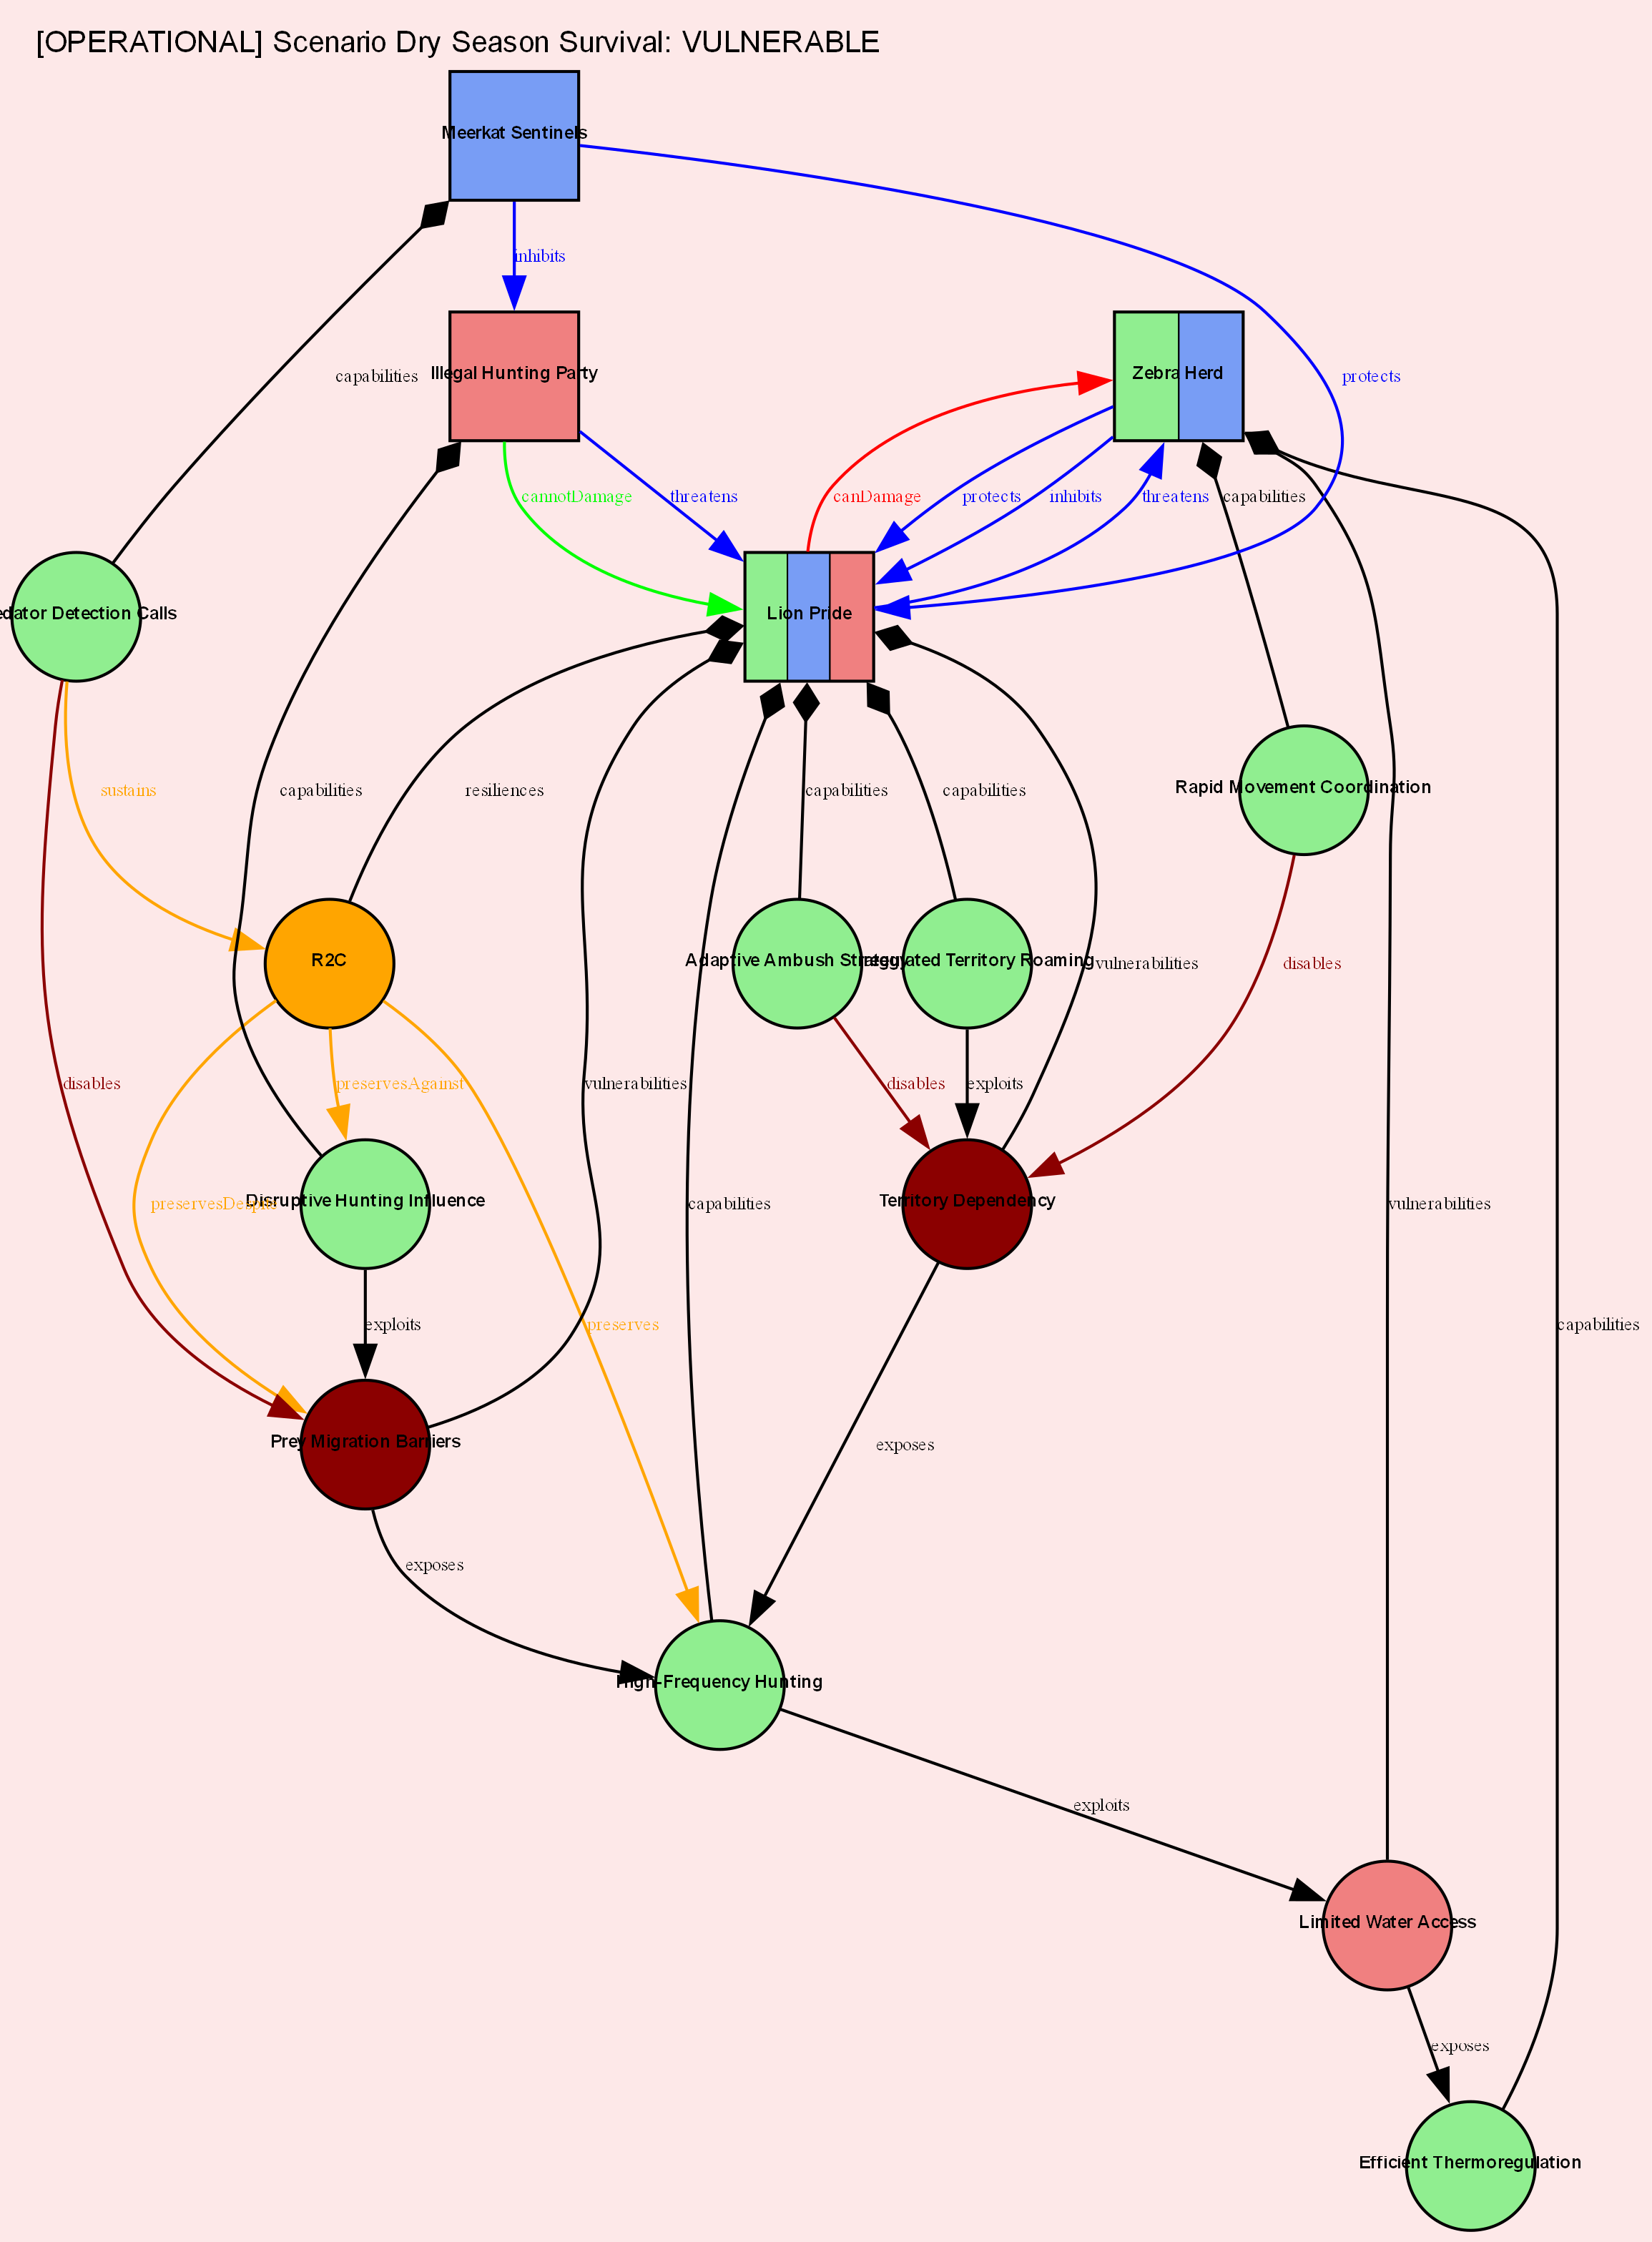 [OPERATIONAL] Scenario Dry Season Survival: VULNERABLE
Meerkat Sentinels
inhibits
capabilities
Illegal Hunting Party
Zebra Herd
protects
cannotDamage
threatens
canDamage
protects
inhibits
threatens
capabilities
edator Detection Calls
Lion Pride
sustains
capabilities
resiliences
capabilities
capabilities
Rapid Movement Coordination
R2C
Adaptive Ambush Strategy
Territory Roaming
vulnerabilities
disables
disables
preservesAgainst
vulnerabilities
disables
exploits
preservesDespite
Disruptive Hunting Influence
capabilities
Territory Dependency
vulnerabilities
exploits
preserves
capabilities
Prey Migration Barriers
exposes
exposes
High-Frequency Hunting
exploits
Limited Water Access
exposes
Efficient Thermoregulation